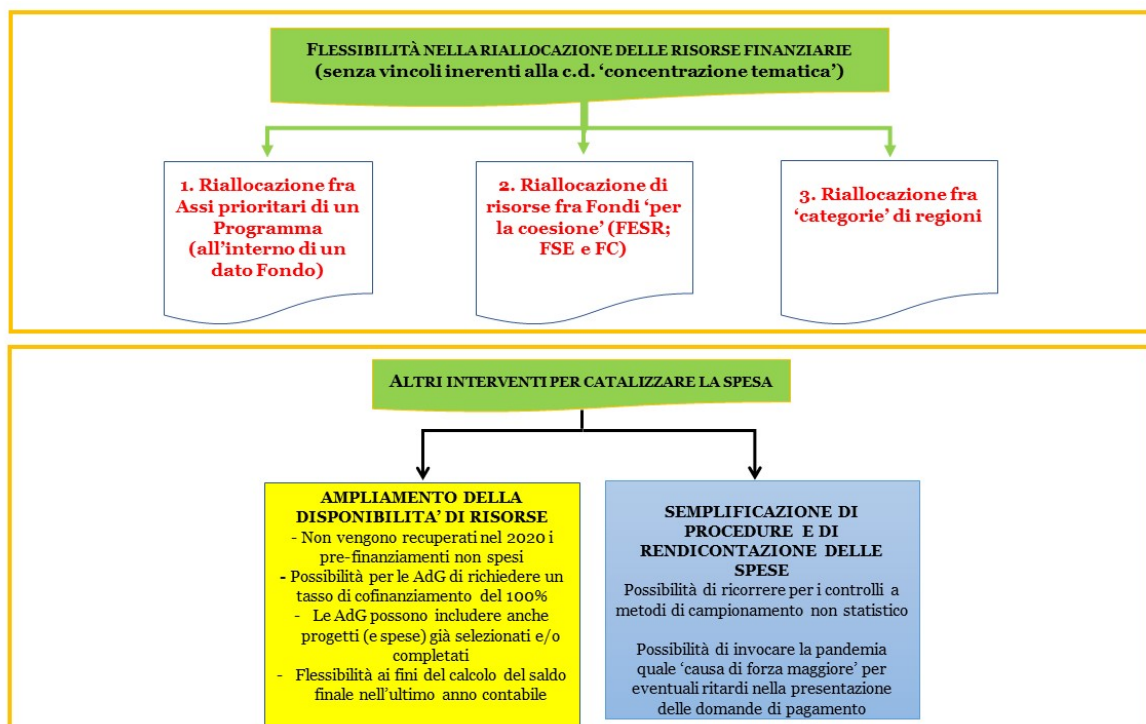 FLESSIBILITÀ NELLA RIALLOCAZIONE DELLE RISORSE FINANZIARIE
(senza vincoli inerenti alla c.d. ‘concentrazione tematica’)
1. Riallocazione fra
Assi prioritari di un
Programma
(all’interno di un
dato Fondo)
2. Riallocazione di
risorse fra Fondi ‘per
la coesione’ (FESR;
FSE e FC)
3. Riallocazione fra
‘categorie’ di regioni
ALTRI INTERVENTI PER CATALIZZARE LA SPESA
AMPLIAMENTO DELLA
DISPONIBILITA’ DI RISORSE
- Non vengono recuperati nel 2020 i
pre-finanziamenti non spesi
- Possibilità per le AdG di richiedere un
tasso di cofinanziamento del 100%
- Le AdG possono includere anche
progetti (e spese) già selezionati e/o
completati
- Flessibilità ai fini del calcolo del saldo
finale nell’ultimo anno contabile
SEMPLIFICAZIONE DI
PROCEDURE E DI
RENDICONTAZIONE DELLE
SPESE
Possibilità di ricorrere per i controlli a
metodi di campionamento non statistico
Possibilità di invocare la pandemia
quale ‘causa di forza maggiore’ per
eventuali ritardi nella presentazione
delle domande di pagamento